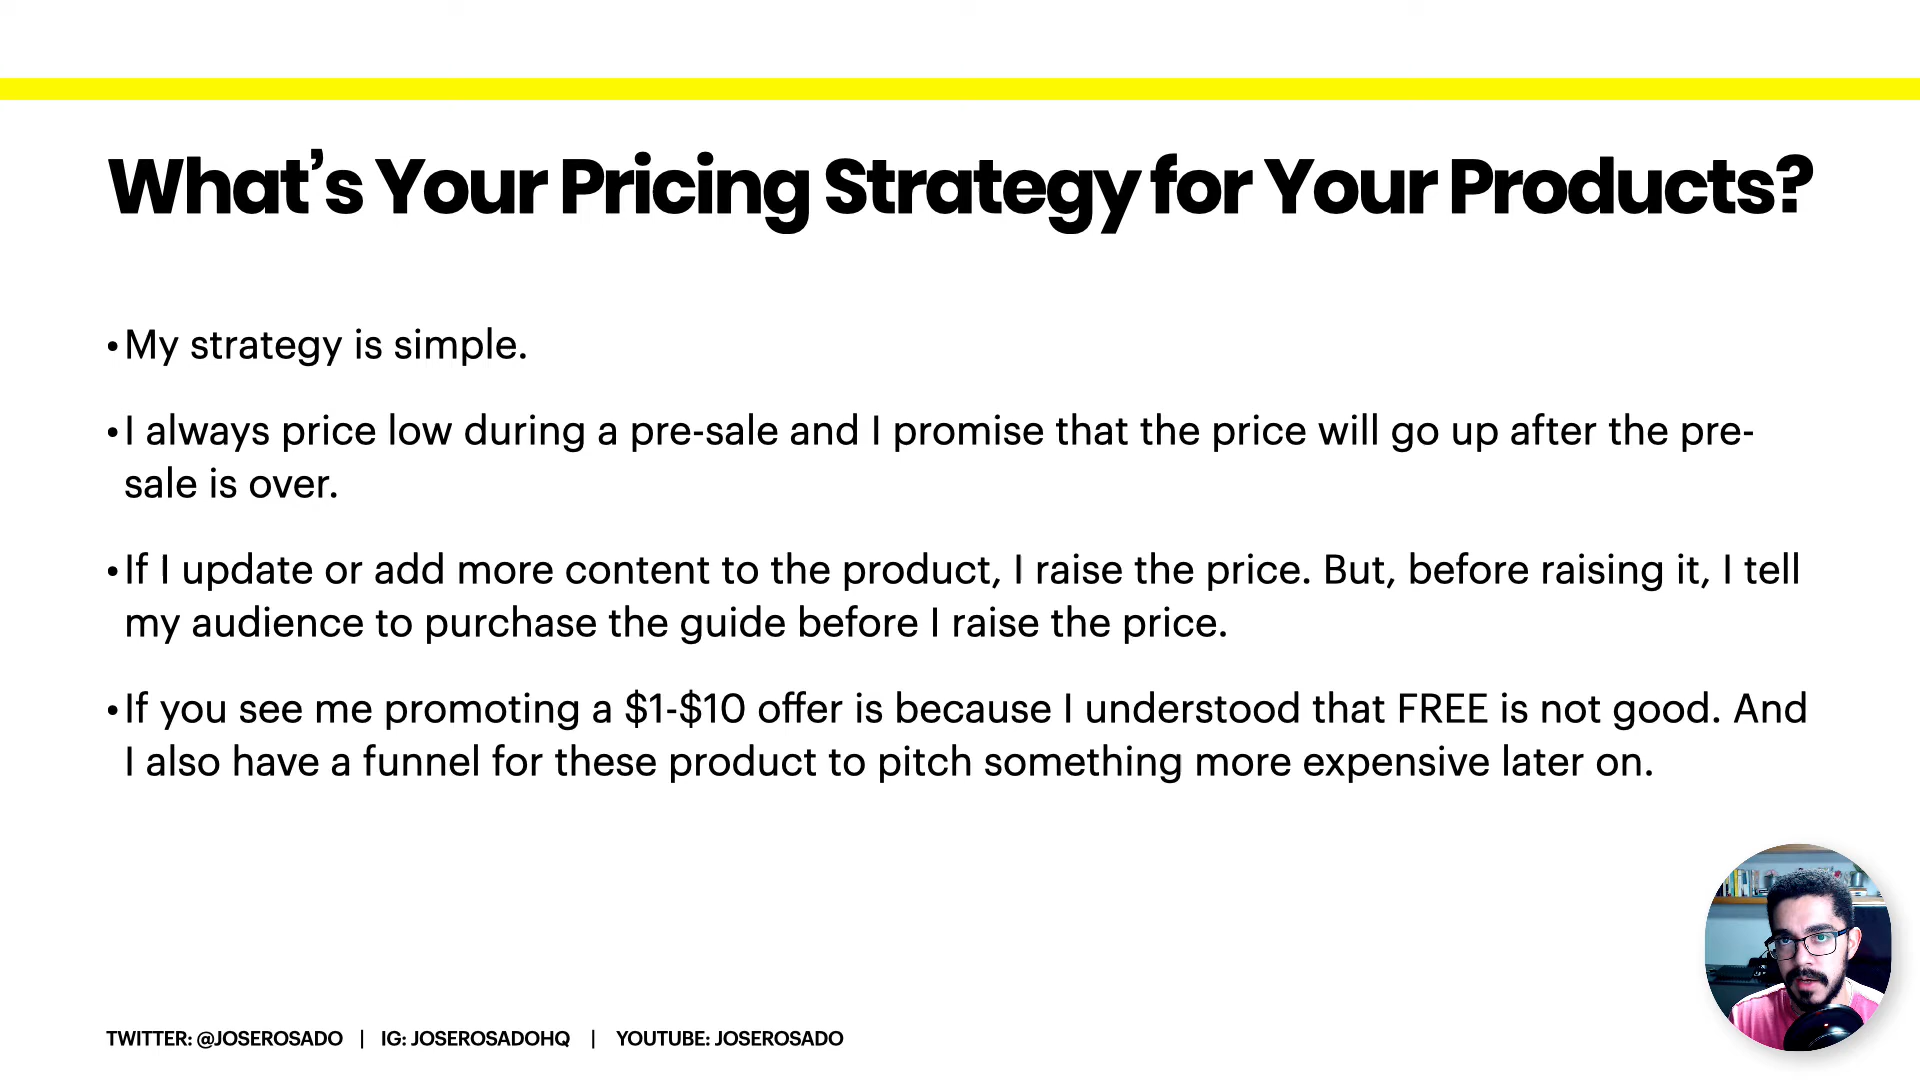 What's Your Pricing Strategy for Your Products?
•My strategy is simple.
•I always price low during a pre-sale and I promise that the price will go up after the pre-
sale is over.
•If I update or add more content to the product, I raise the price. But, before raising it, I tell
my audience to purchase the guide before I raise the price.
•If you see me promoting a $1-$10 offer is because I understood that FREE is not good. And
I also have a funnel for these product to pitch something more expensive later on.
TWITTER: @JOSEROSADO | IG: JOSEROSADOHQ | YOUTUBE: JOSEROSADO